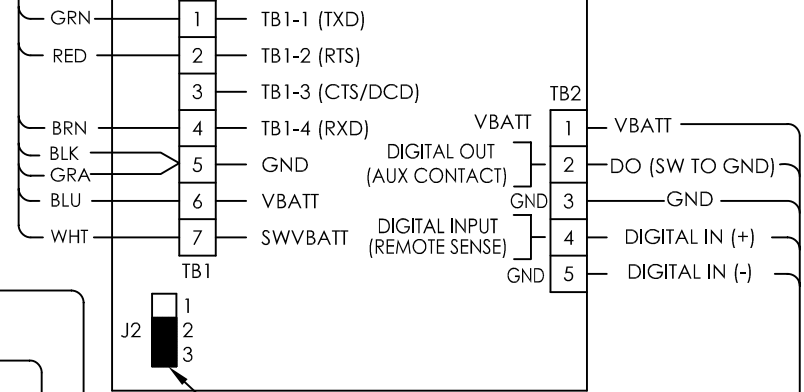 GRN 1 TB1-1 (TXD)
RED 2 TB1-2 (RTS)
3 TB1-3 (CTS/DCD)
TB2
BRN 4 TB1-4 (RXD)
VBATT 1 VBATT
BLK
GRA
5 GND
DIGITAL OUT
(AUX CONTACT)
2 DO (SW TO GND)
BLU 6 VBATT
GND 3 GND
WHT 7 SWVBATT
DIGITAL INPUT
(REMOTE SENSE)
4 DIGITAL IN (+)
TB1
GND 5 DIGITAL IN (-)
J2
1
2
3